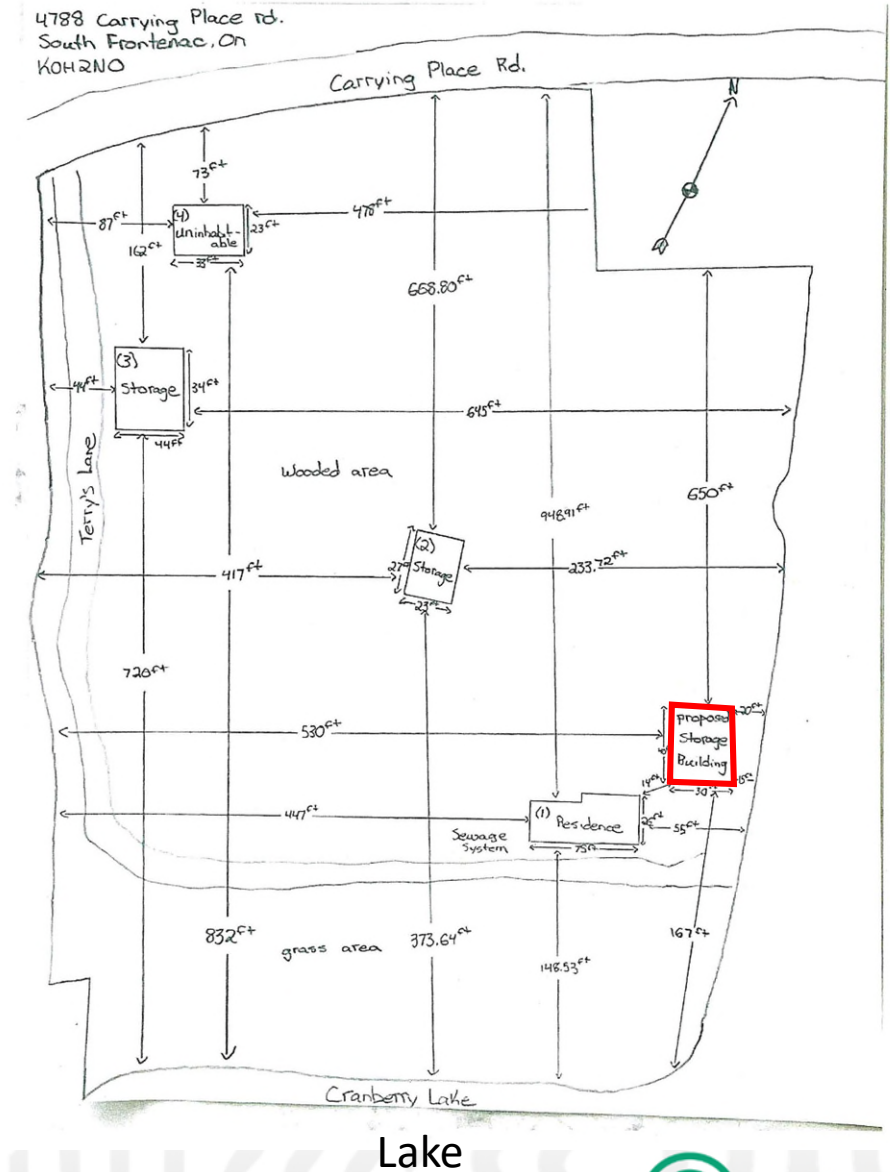 4788 Carrying Place rd.
South Frontenac, On
K0H2N0
Carrying Place Rd.
N
73ft
87ft
(4)
Uninhabit-
able
23ft
33ft
478ft
162ft
668.80ft
(3)
Storage
44ft
34ft
44ft
645ft
Terry's Lane
Wooded area
650ft
948.91ft
(2)
Storage
27ft
23ft
417ft
233.72ft
720ft
530ft
proposed
Storage
Building
20ft
30ft
14ft
447ft
(1)
Residence
Sewage
System
75ft
55ft
832ft
grass area
373.64ft
148.53ft
167ft
Cranberry Lake
Lake